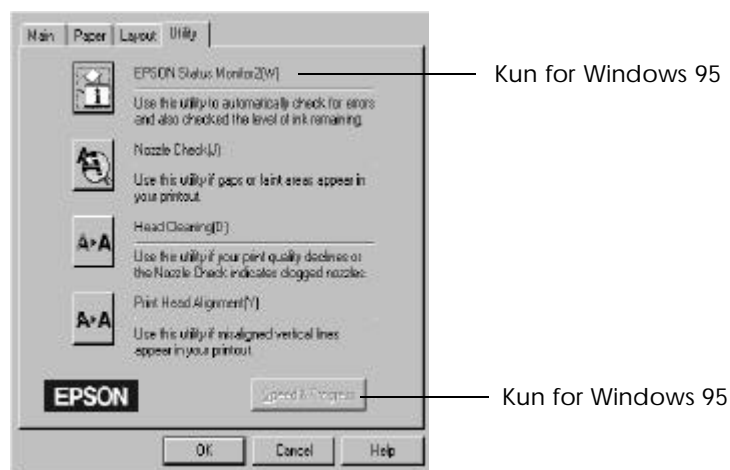 Main Paper Layout Utility
EPSON Status Monitor2(W)
Kun for Windows 95
Use this utility to automatically check for errors
and also checked the level of ink remaining.
Nozzle Check(J)
Use this utility if gaps or faint areas appear in
your printout.
Head Cleaning(D)
Use this utility if your print quality declines or
the Nozzle Check indicates clogged nozzles.
Print Head Alignment(Y)
Use this utility if misaligned vertical lines
appear in your printout.
EPSON
Speed & Progress
Kun for Windows 95
OK Cancel Help